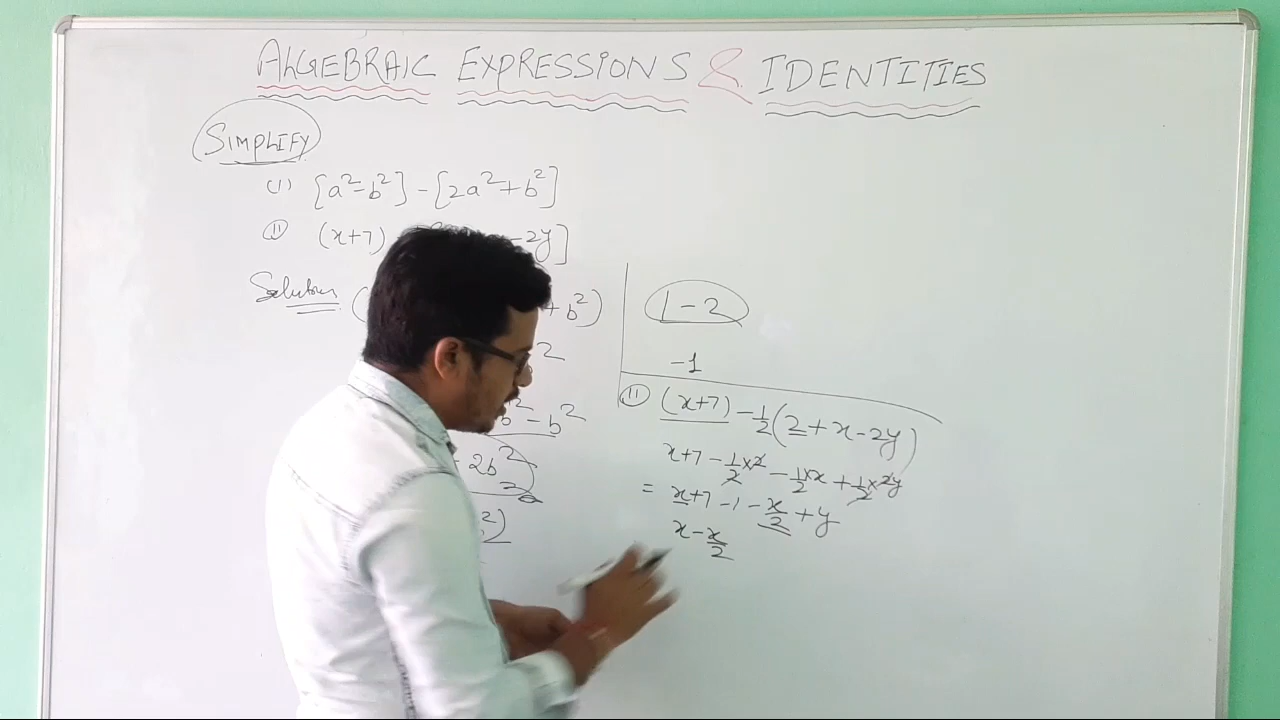 ALGEBRAIC EXPRESSIONS & IDENTITIES
SIMPLIFY
(i) [a²-b²] - [2a²+b²]
(ii) (x+7) -2y]
Solution ( + b²)
2
b² - b²
2b²
²)
1-2
-1
(ii) (x+7) - 1/2 (2+x-2y)
x+7 - 1/2 x 2 - 1/2 x x + 1/2 x 2y
= x+7 -1 - x/2 + y
x - x/2